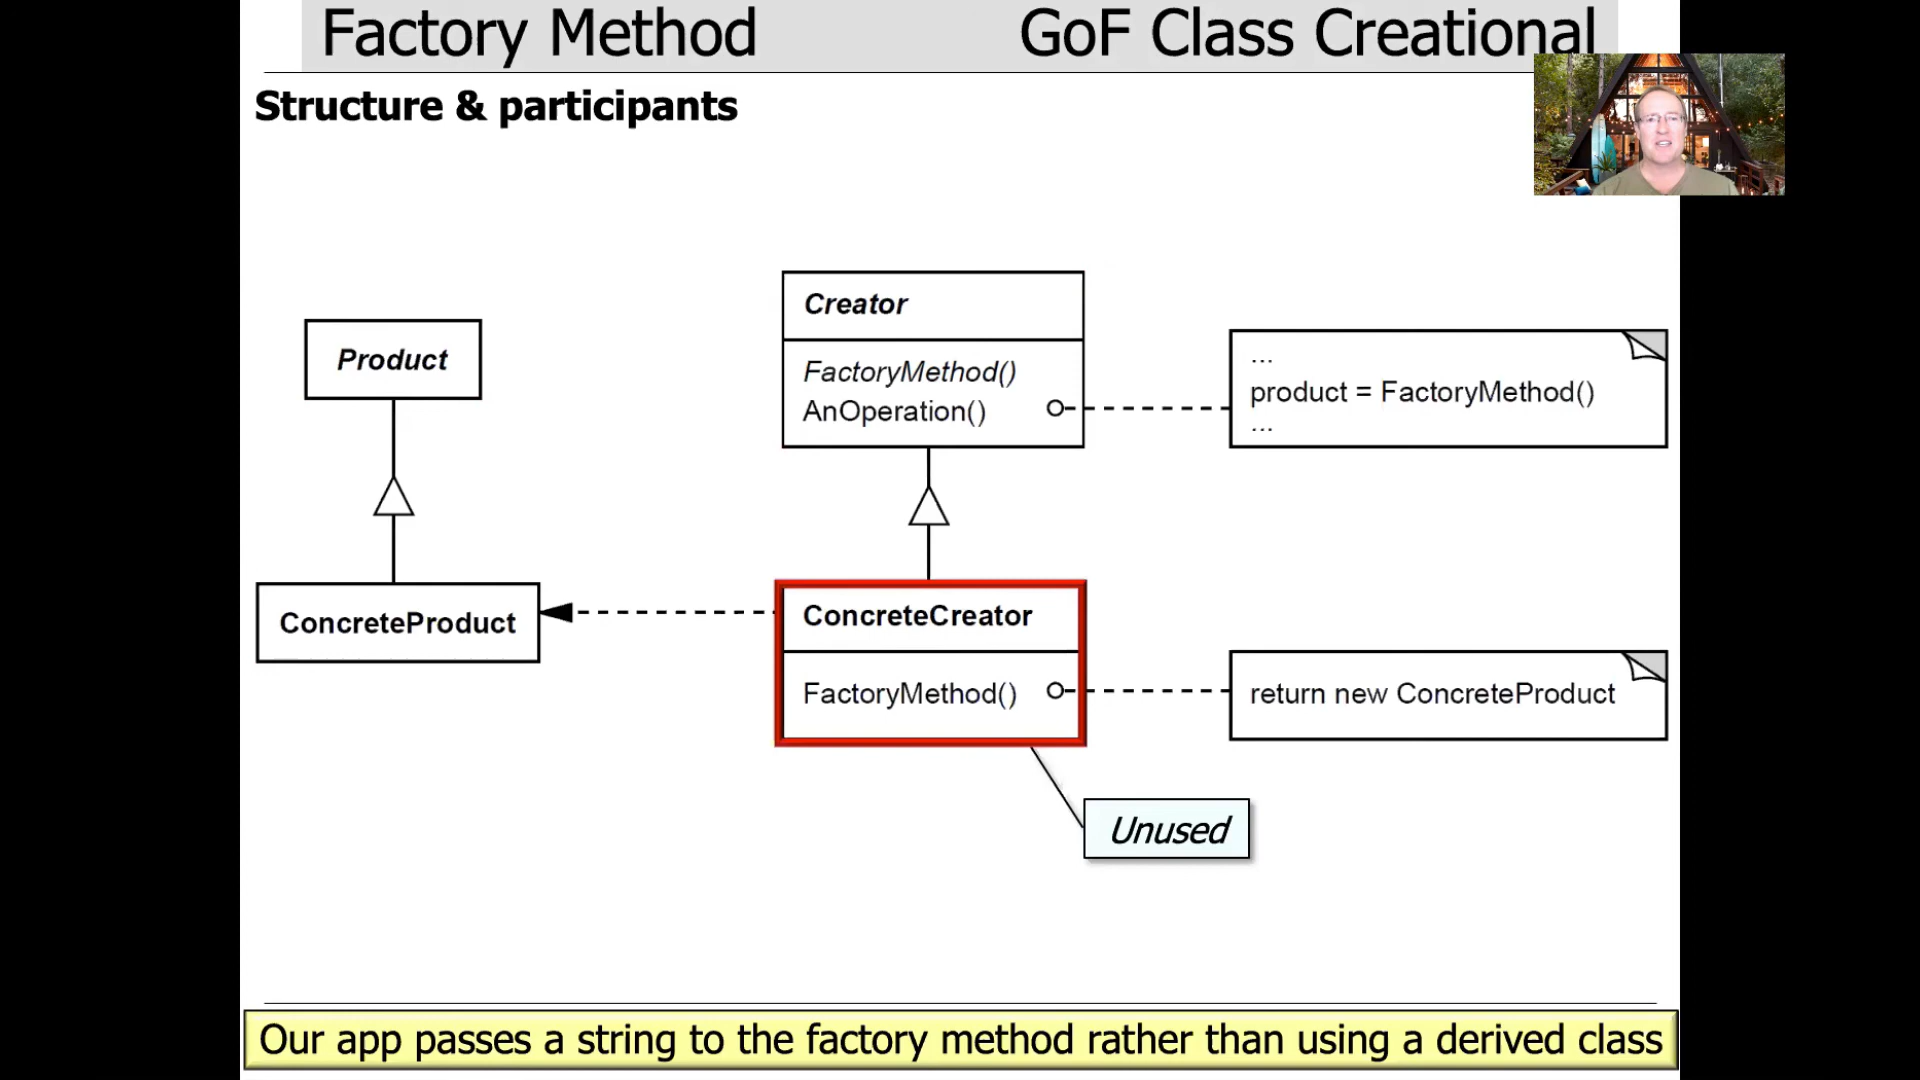 Factory Method GoF Class Creational
Structure & participants
Product
ConcreteProduct
Creator
FactoryMethod()
AnOperation()
...
product = FactoryMethod()
...
ConcreteCreator
FactoryMethod()
return new ConcreteProduct
Unused
Our app passes a string to the factory method rather than using a derived class